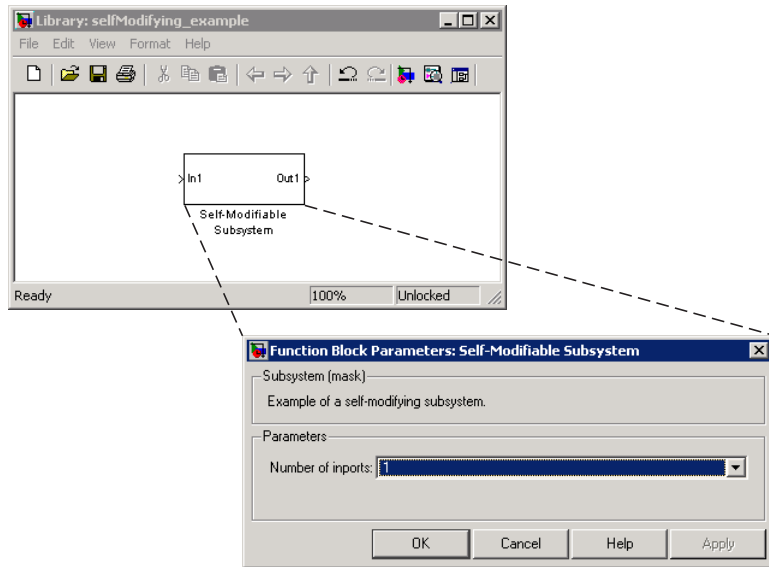 Library: selfModifying_example
File Edit View Format Help
In1 Out1
Self-Modifiable
Subsystem
Ready 100% Unlocked
Function Block Parameters: Self-Modifiable Subsystem
Subsystem (mask)
Example of a self-modifying subsystem.
Parameters
Number of inports: 1
OK Cancel Help Apply